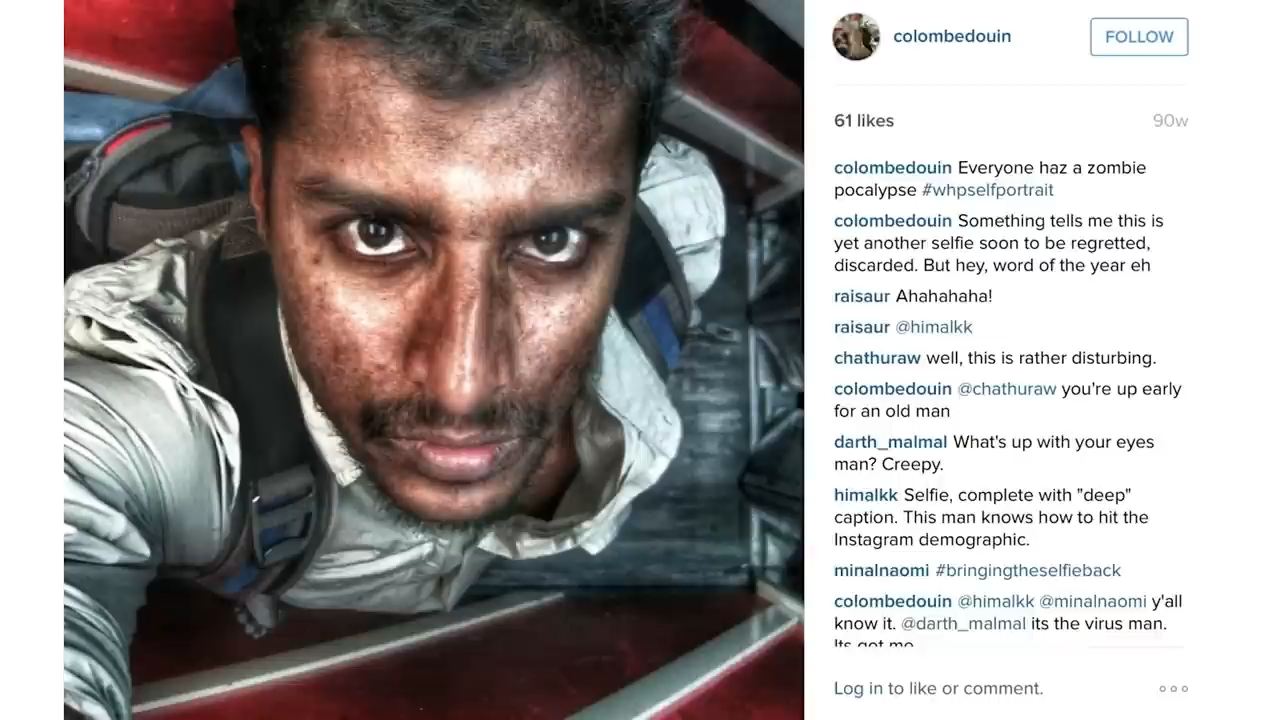 colombedouin
FOLLOW
61 likes
90w
colombedouin Everyone haz a zombie
pocalypse #whpselfportrait
colombedouin Something tells me this is
yet another selfie soon to be regretted,
discarded. But hey, word of the year eh
raisaur Ahahahaha!
raisaur @himalkk
chathuraw well, this is rather disturbing.
colombedouin @chathuraw you're up early
for an old man
darth_malmal What's up with your eyes
man? Creepy.
himalkk Selfie, complete with "deep"
caption. This man knows how to hit the
Instagram demographic.
minalnaomi #bringingtheselfieback
colombedouin @himalkk @minalnaomi y'all
know it. @darth_malmal its the virus man.
Its got me
Log in to like or comment.